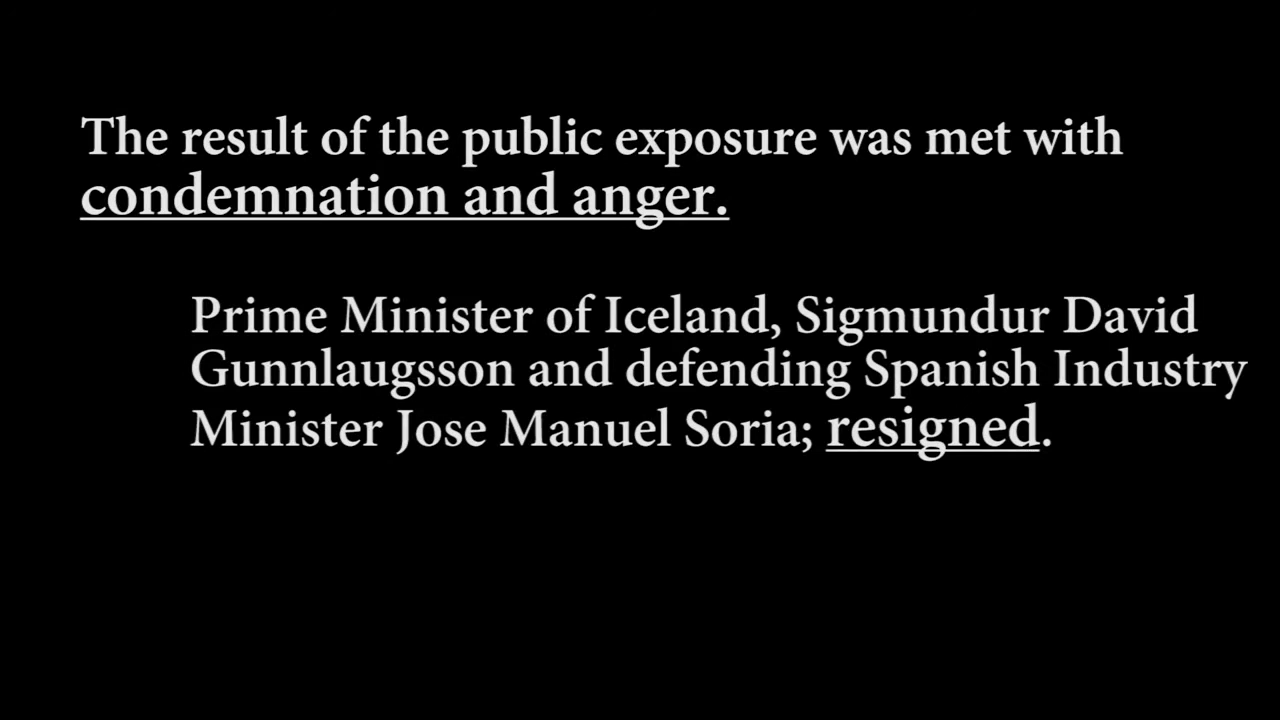 The result of the public exposure was met with
condemnation and anger.
Prime Minister of Iceland, Sigmundur David
Gunnlaugsson and defending Spanish Industry
Minister Jose Manuel Soria; resigned.